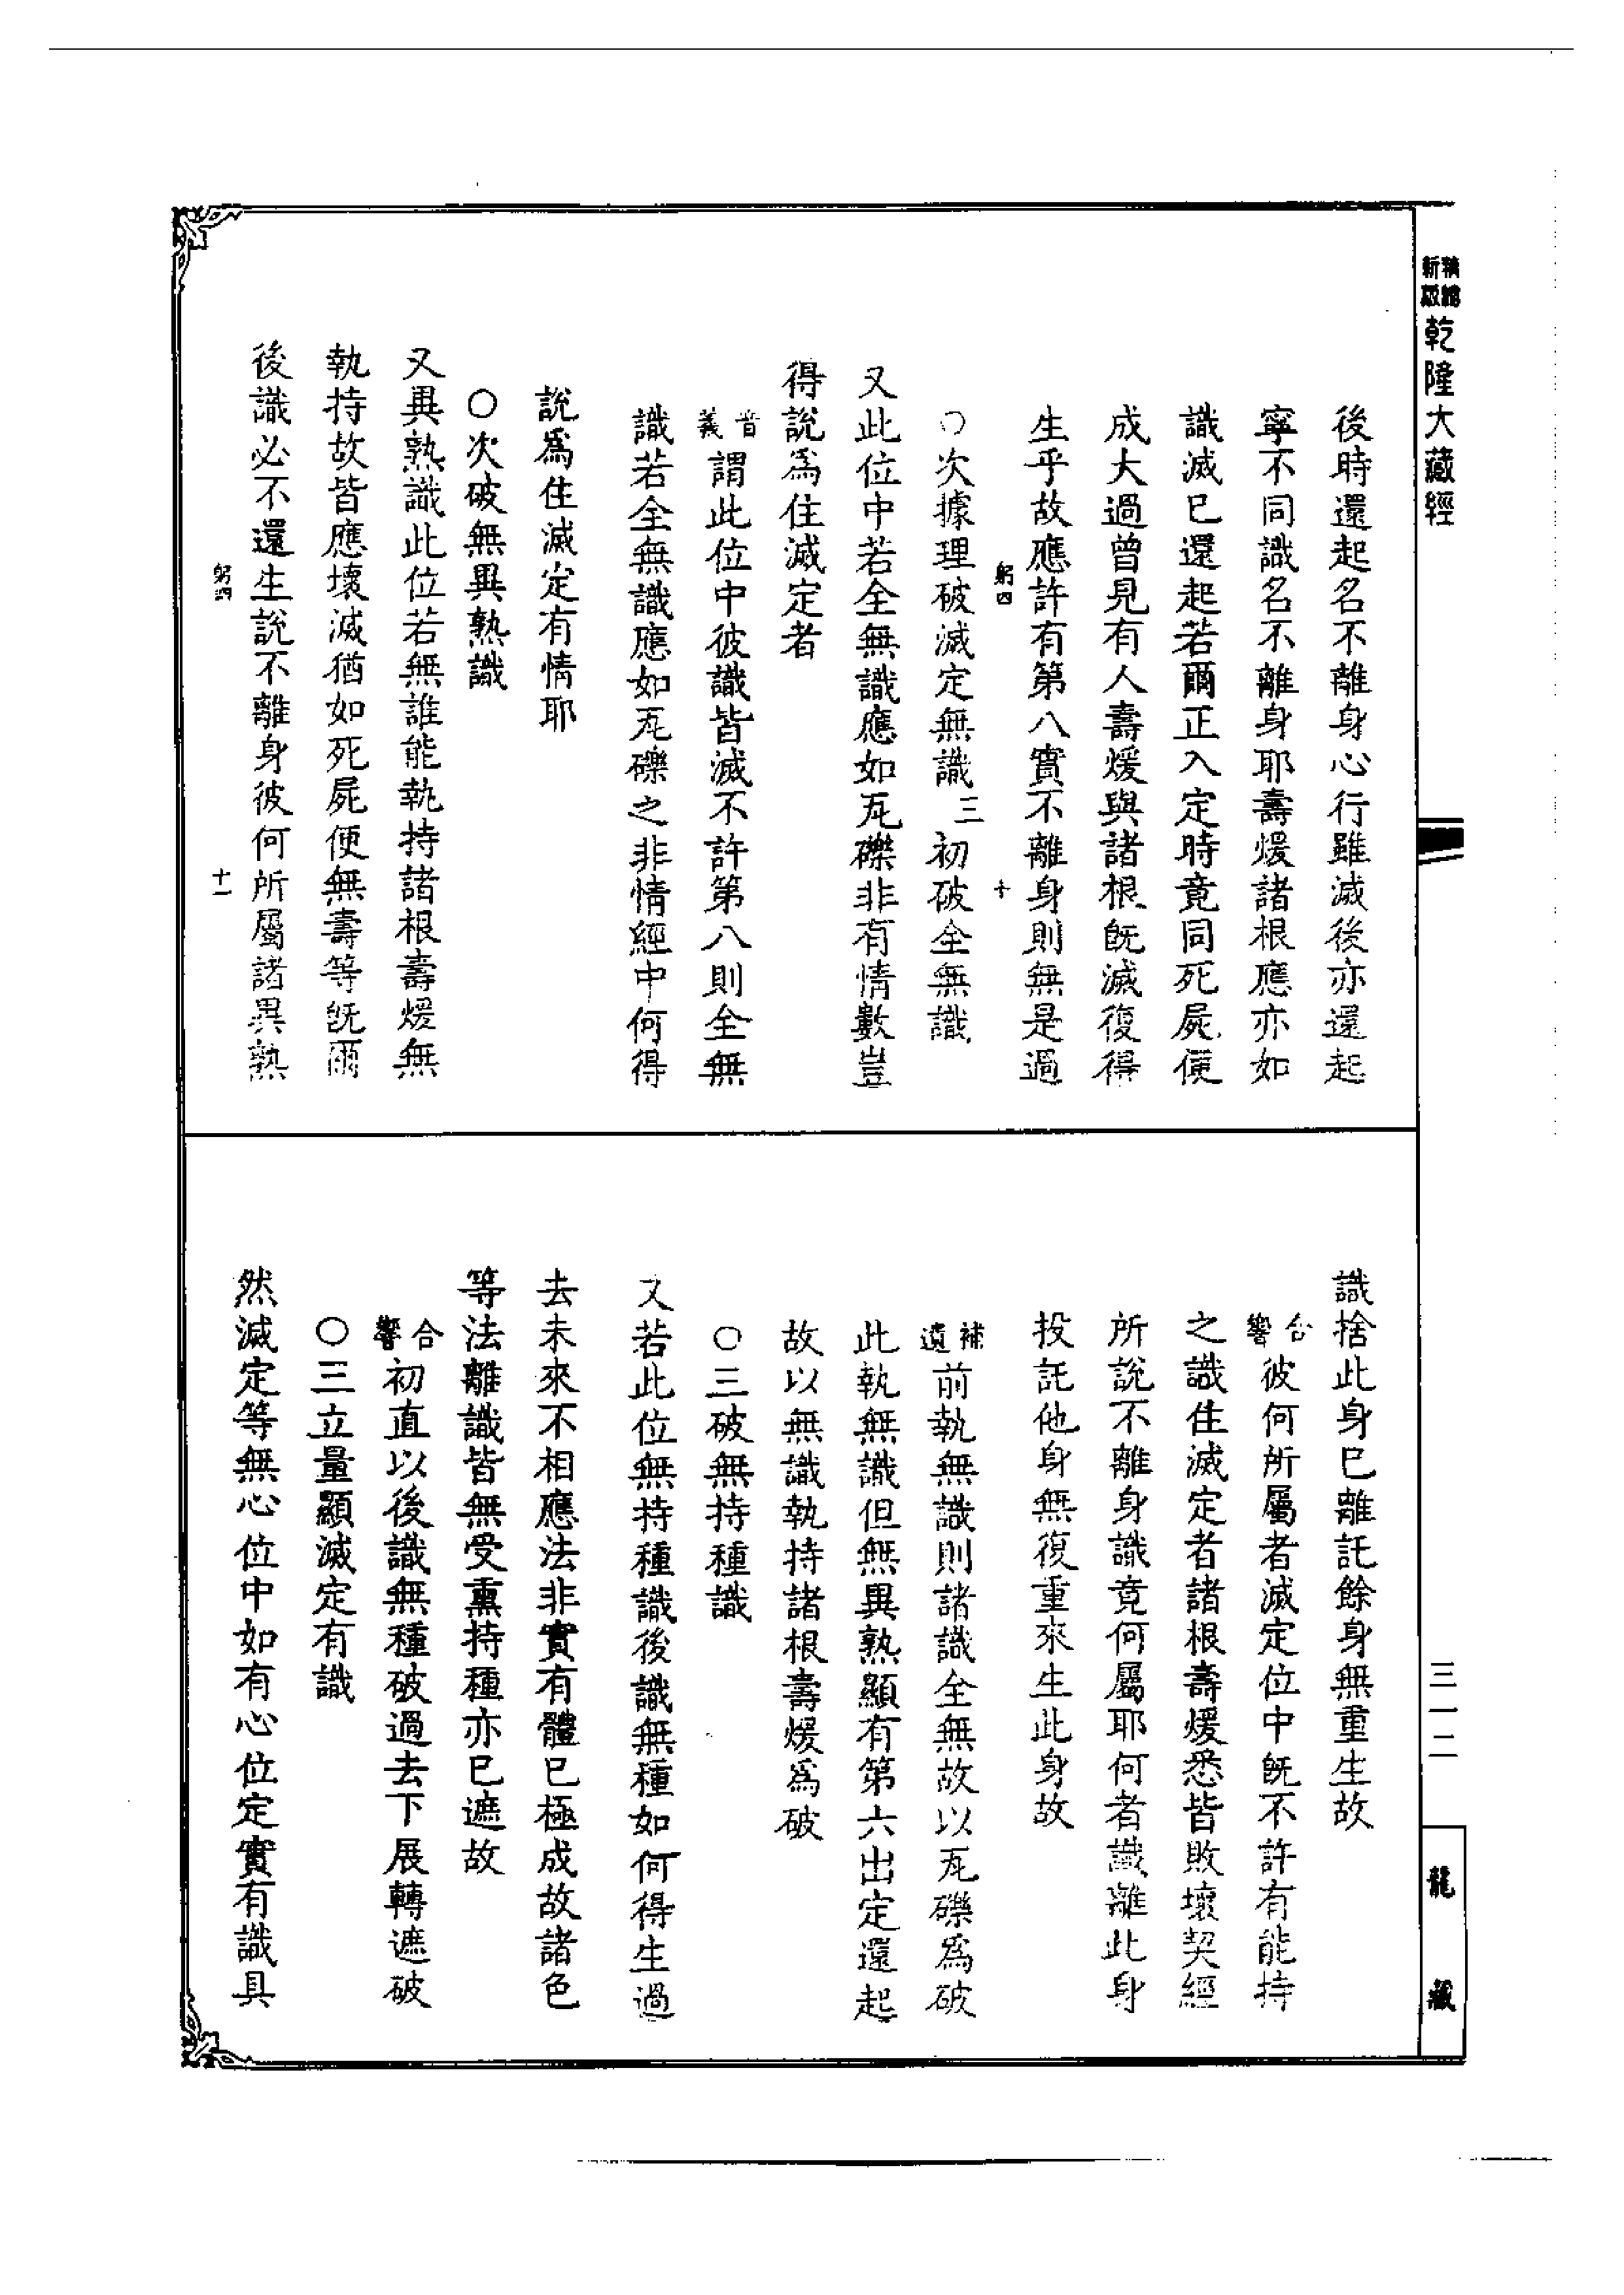 精縮
新版
乾隆大藏經
三一二
龍藏
後時還起名不離身心行雖滅後亦還起
寧不同識名不離身耶壽煖諸根應亦如
識滅巳還起若爾正入定時竟同死屍便
成大過曾見有人壽煖與諸根旣滅復得
生乎故應許有第八實不離身則無是過
躬四
十
○次據理破滅定無識 三 初破全無識
又此位中若全無識應如瓦礫非有情數豈
得說爲住滅定者
音義謂此位中彼識皆滅不許第八則全無
識若全無識應如瓦礫之非情經中何得
說爲住滅定有情耶
○次破無異熟識
又異熟識此位若無誰能執持諸根壽煖無
執持故皆應壞滅猶如死屍便無壽等旣爾
後識必不還生說不離身彼何所屬諸異熟
躬四
十一
識捨此身巳離託餘身無重生故
合響彼何所屬者滅定位中旣不許有能持
之識住滅定者諸根壽煖悉皆敗壞契經
所說不離身識竟何屬耶何者識離此身
投託他身無復重來生此身故
補遺前執無識則諸識全無故以瓦礫爲破
此執無識但無異熟顯有第六出定還起
故以無識執持諸根壽煖爲破
○三破無持種識
又若此位無持種識後識無種如何得生過
去未來不相應法非實有體巳極成故諸色
等法離識皆無受熏持種亦巳遮故
合響初直以後識無種破過去下展轉遮破
○三立量顯滅定有識
然滅定等無心位中如有心位定實有識具